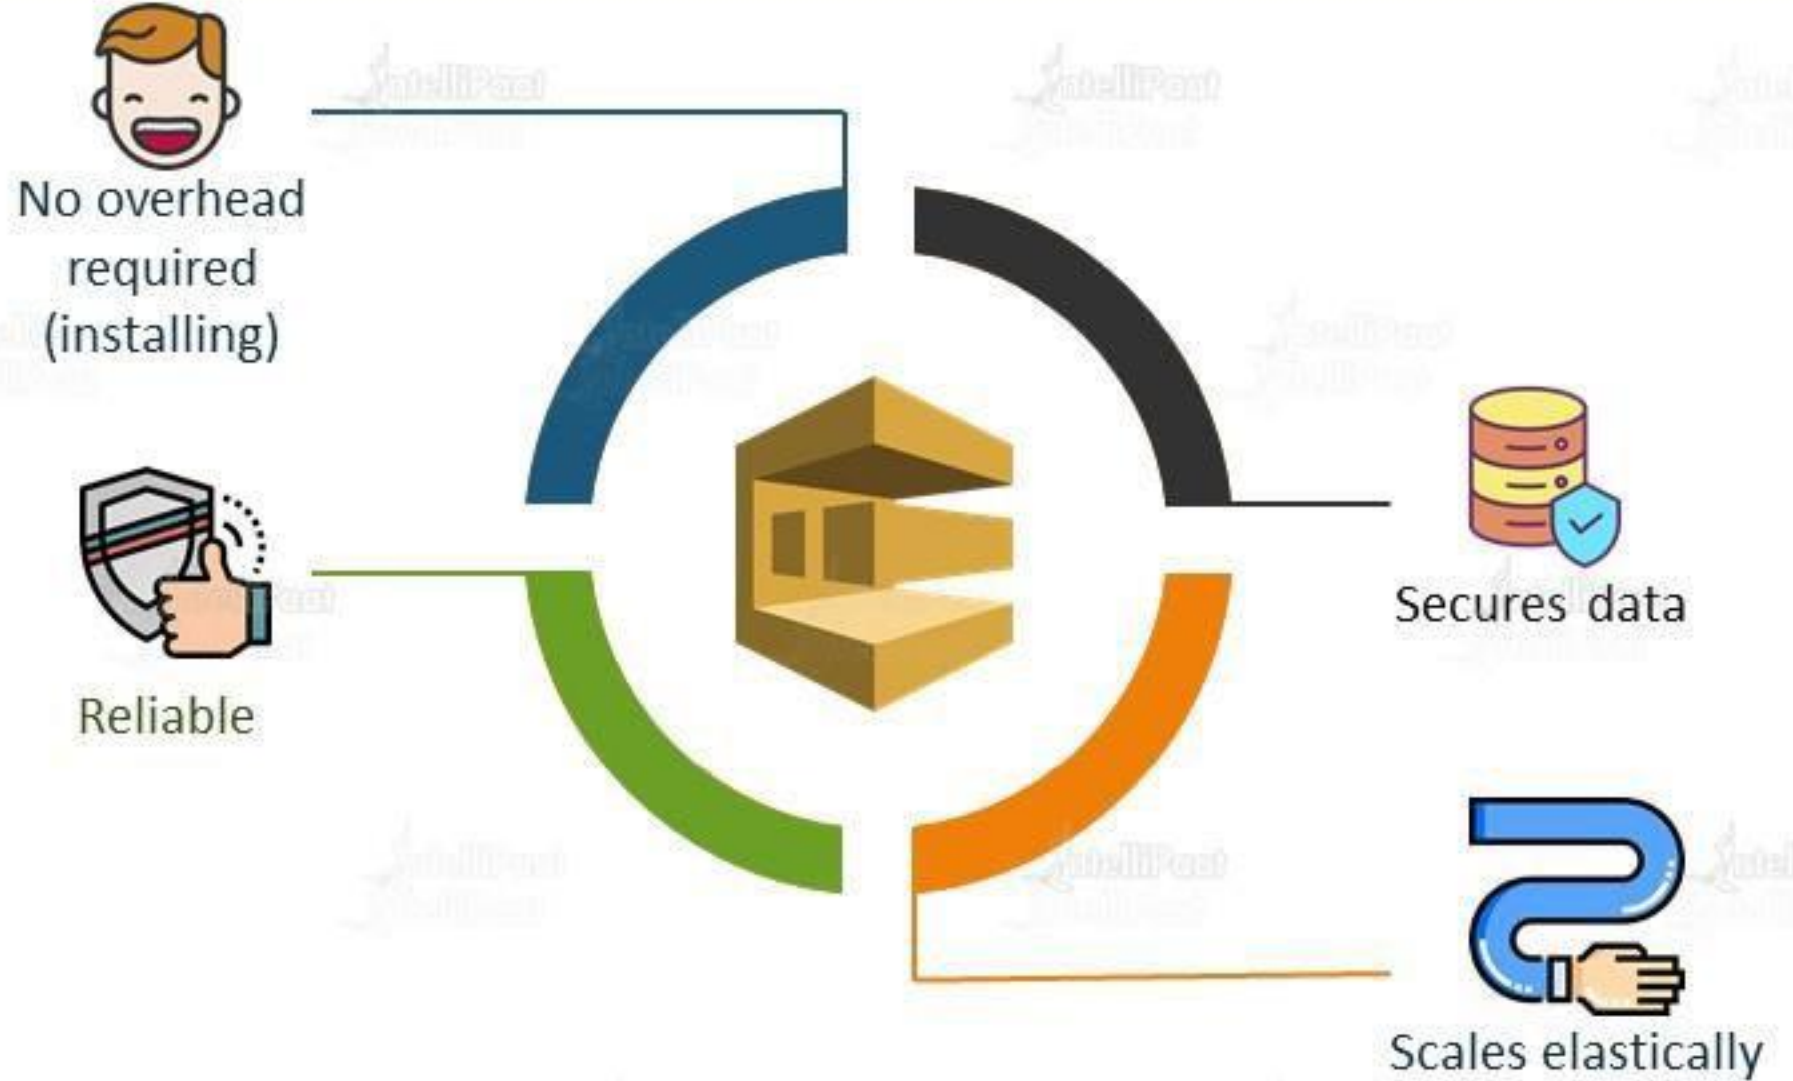 No overhead
required
(installing)
Reliable
Secures data
Scales elastically